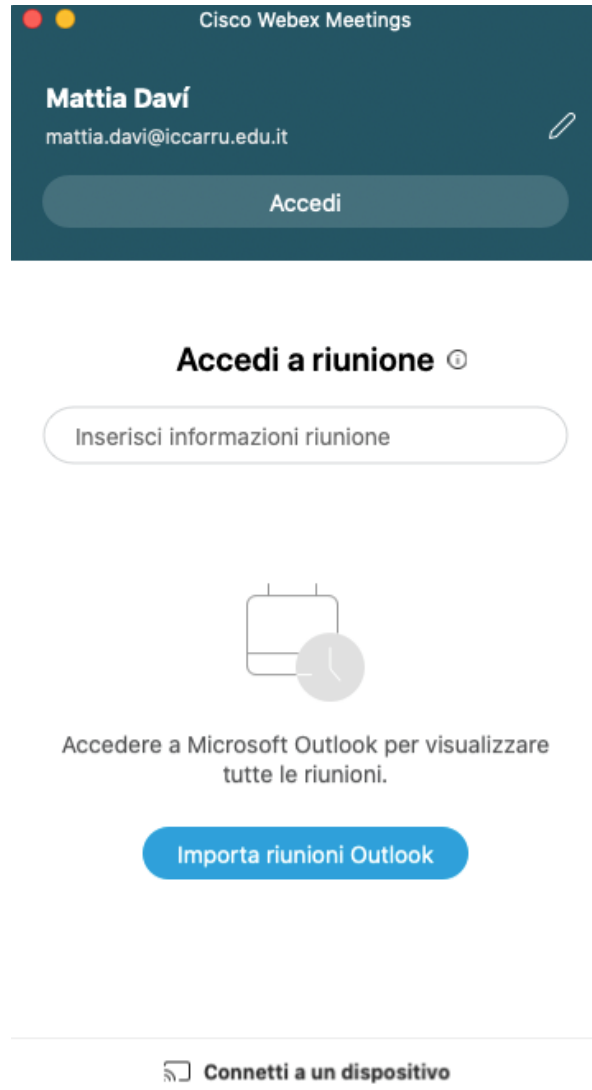 Cisco Webex Meetings
Mattia Daví
mattia.davi@iccarru.edu.it
Accedi
Accedi a riunione
Inserisci informazioni riunione
Accedere a Microsoft Outlook per visualizzare
tutte le riunioni.
Importa riunioni Outlook
Connetti a un dispositivo